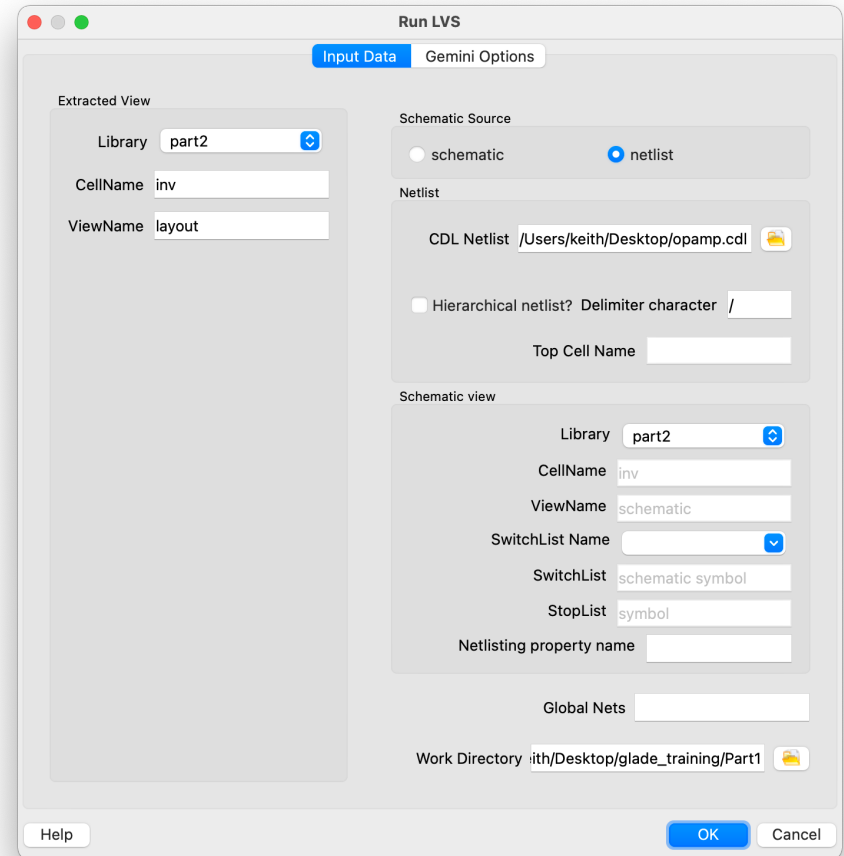 Run LVS
Input Data Gemini Options
Extracted View
Library part2
CellName inv
ViewName layout
Schematic Source
schematic netlist
Netlist
CDL Netlist /Users/keith/Desktop/opamp.cdl
Hierarchical netlist? Delimiter character /
Top Cell Name
Schematic view
Library part2
CellName inv
ViewName schematic
SwitchList Name
SwitchList schematic symbol
StopList symbol
Netlisting property name
Global Nets
Work Directory ith/Desktop/glade_training/Part1
Help OK Cancel